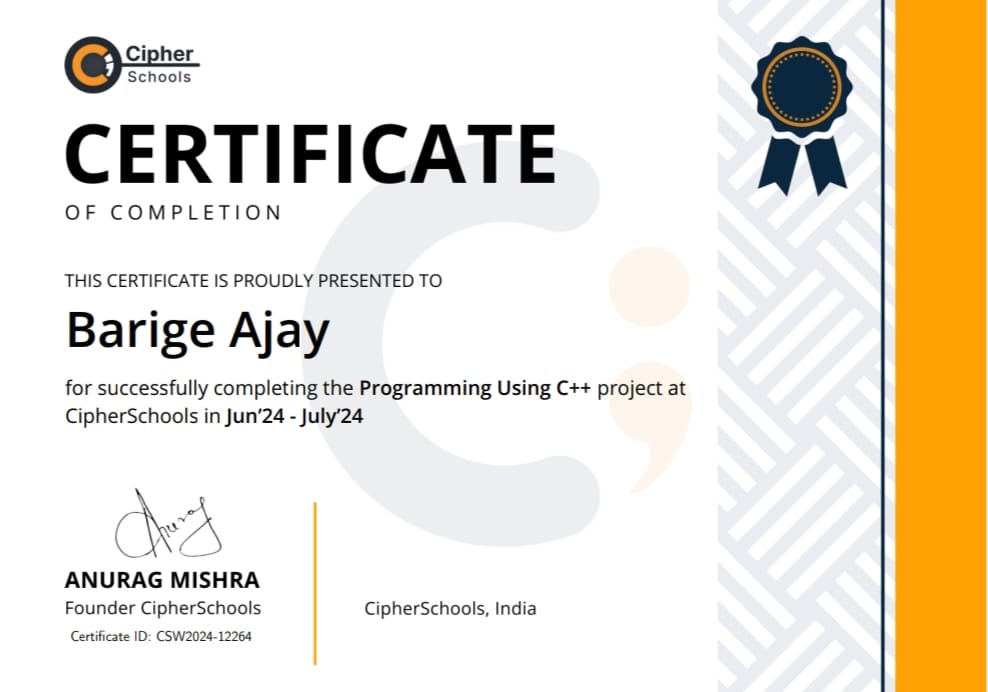 Cipher
Schools
CERTIFICATE
OF COMPLETION
THIS CERTIFICATE IS PROUDLY PRESENTED TO
Barige Ajay
for successfully completing the Programming Using C++ project at
CipherSchools in Jun’24 - July’24
Anurag
ANURAG MISHRA
Founder CipherSchools
Certificate ID: CSW2024-12264
CipherSchools, India